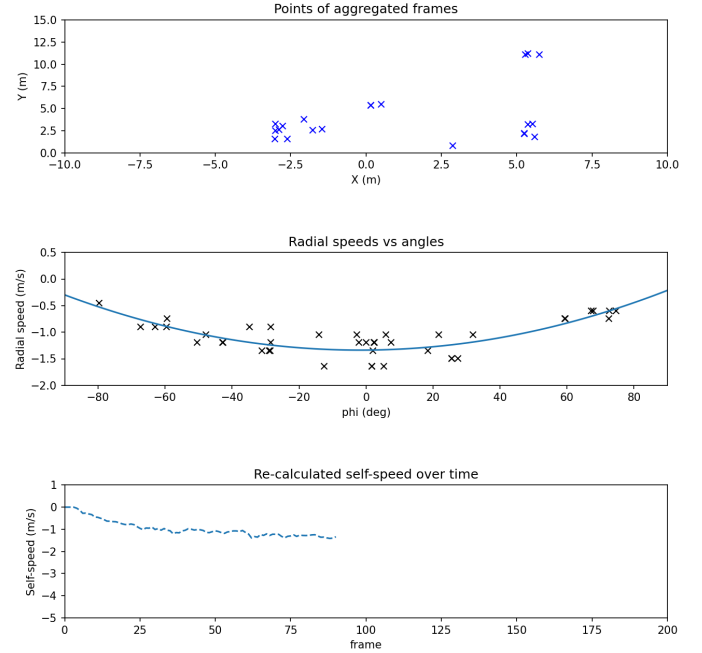 Points of aggregated frames
15.0
12.5
10.0
7.5
5.0
2.5
0.0
Y (m)
−10.0 −7.5 −5.0 −2.5 0.0 2.5 5.0 7.5 10.0
X (m)
Radial speeds vs angles
0.5
0.0
−0.5
−1.0
−1.5
−2.0
Radial speed (m/s)
−80 −60 −40 −20 0 20 40 60 80
phi (deg)
Re-calculated self-speed over time
1
0
−1
−2
−3
−4
−5
Self-speed (m/s)
0 25 50 75 100 125 150 175 200
frame